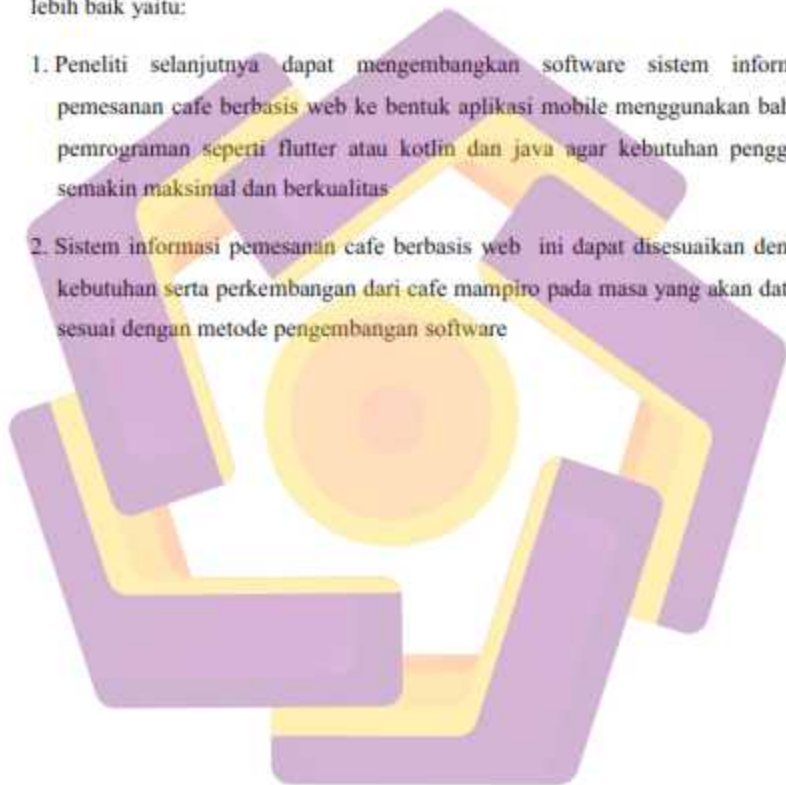 lebih baik yaitu:
1. Peneliti selanjutnya dapat mengembangkan software sistem inform
pemesanan cafe berbasis web ke bentuk aplikasi mobile menggunakan bah
pemrograman seperti flutter atau kotlin dan java agar kebutuhan pengg
semakin maksimal dan berkualitas
2. Sistem informasi pemesanan cafe berbasis web ini dapat disesuaikan den
kebutuhan serta perkembangan dari cafe mampiro pada masa yang akan dat
sesuai dengan metode pengembangan software